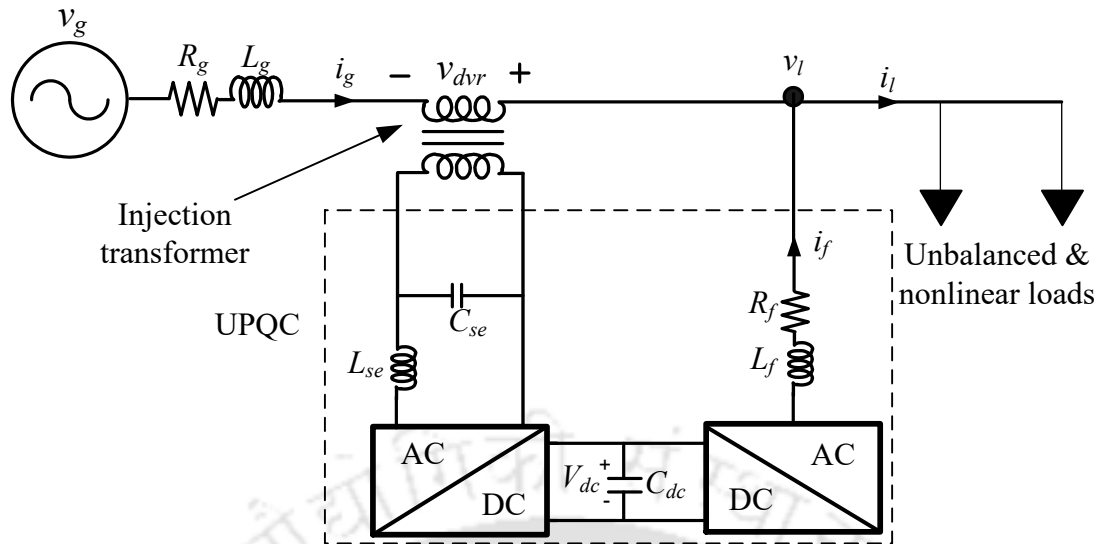 v_g
R_g L_g
i_g
- v_dvr +
v_l
i_l
Injection
transformer
i_f
Unbalanced &
nonlinear loads
UPQC
C_se
R_f
L_se
L_f
AC
DC
V_dc
+
-
C_dc
AC
DC